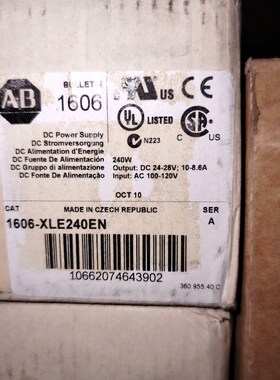 AB
1606
US
CE
DC Power Supply
DC Stromversorgung
DC Alimentation d'Energie
DC Fuente De Alimentación
DC Gruppo di alimentazione
DC Fonte De Alimentação
UL LISTED
N223
C US
240W
Output: DC 24-28V; 10-8.6A
Input: AC 100-120V
OCT 10
CAT
MADE IN CZECH REPUBLIC
SER
1606-XLE240EN
A
10662074643902
360.955.40